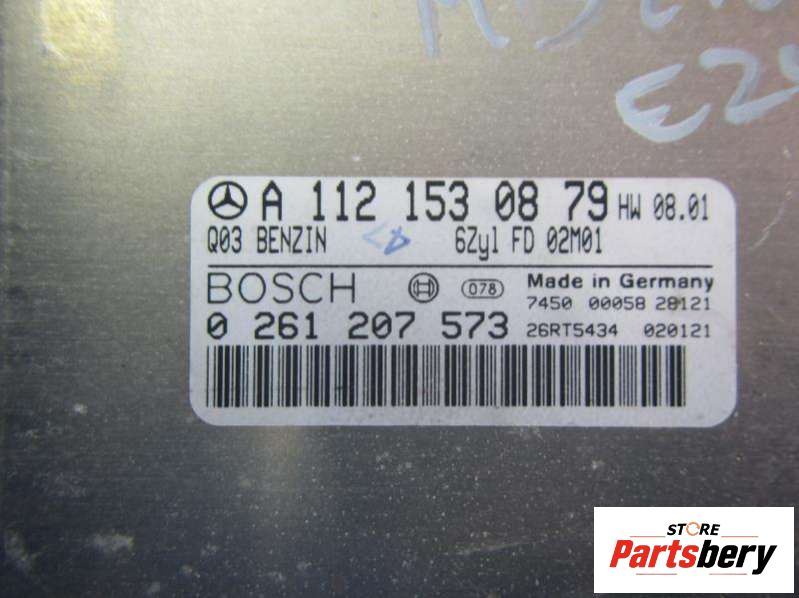 A 112 153 08 79 HW 08.01
Q03 BENZIN 6Zyl FD 02M01
BOSCH 078 Made in Germany
7450 00058 28121
0 261 207 573 26RT5434 020121
STORE
Partsbery